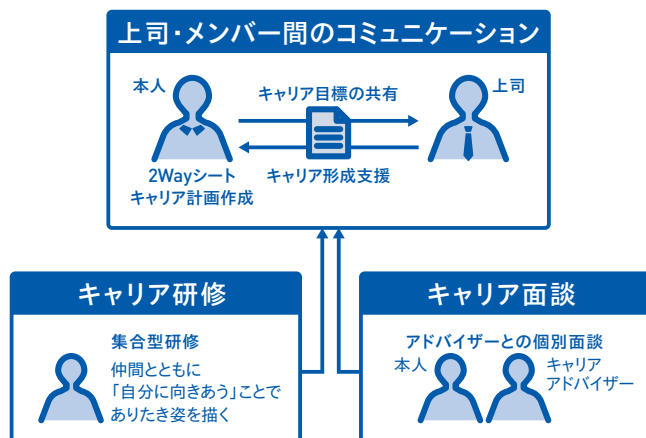 上司・メンバー間のコミュニケーション
本人
キャリア目標の共有
上司
2Wayシート
キャリア計画作成
キャリア形成支援
キャリア研修
集合型研修
仲間とともに
「自分に向きあう」ことで
ありたき姿を描く
キャリア面談
アドバイザーとの個別面談
本人
キャリア
アドバイザー